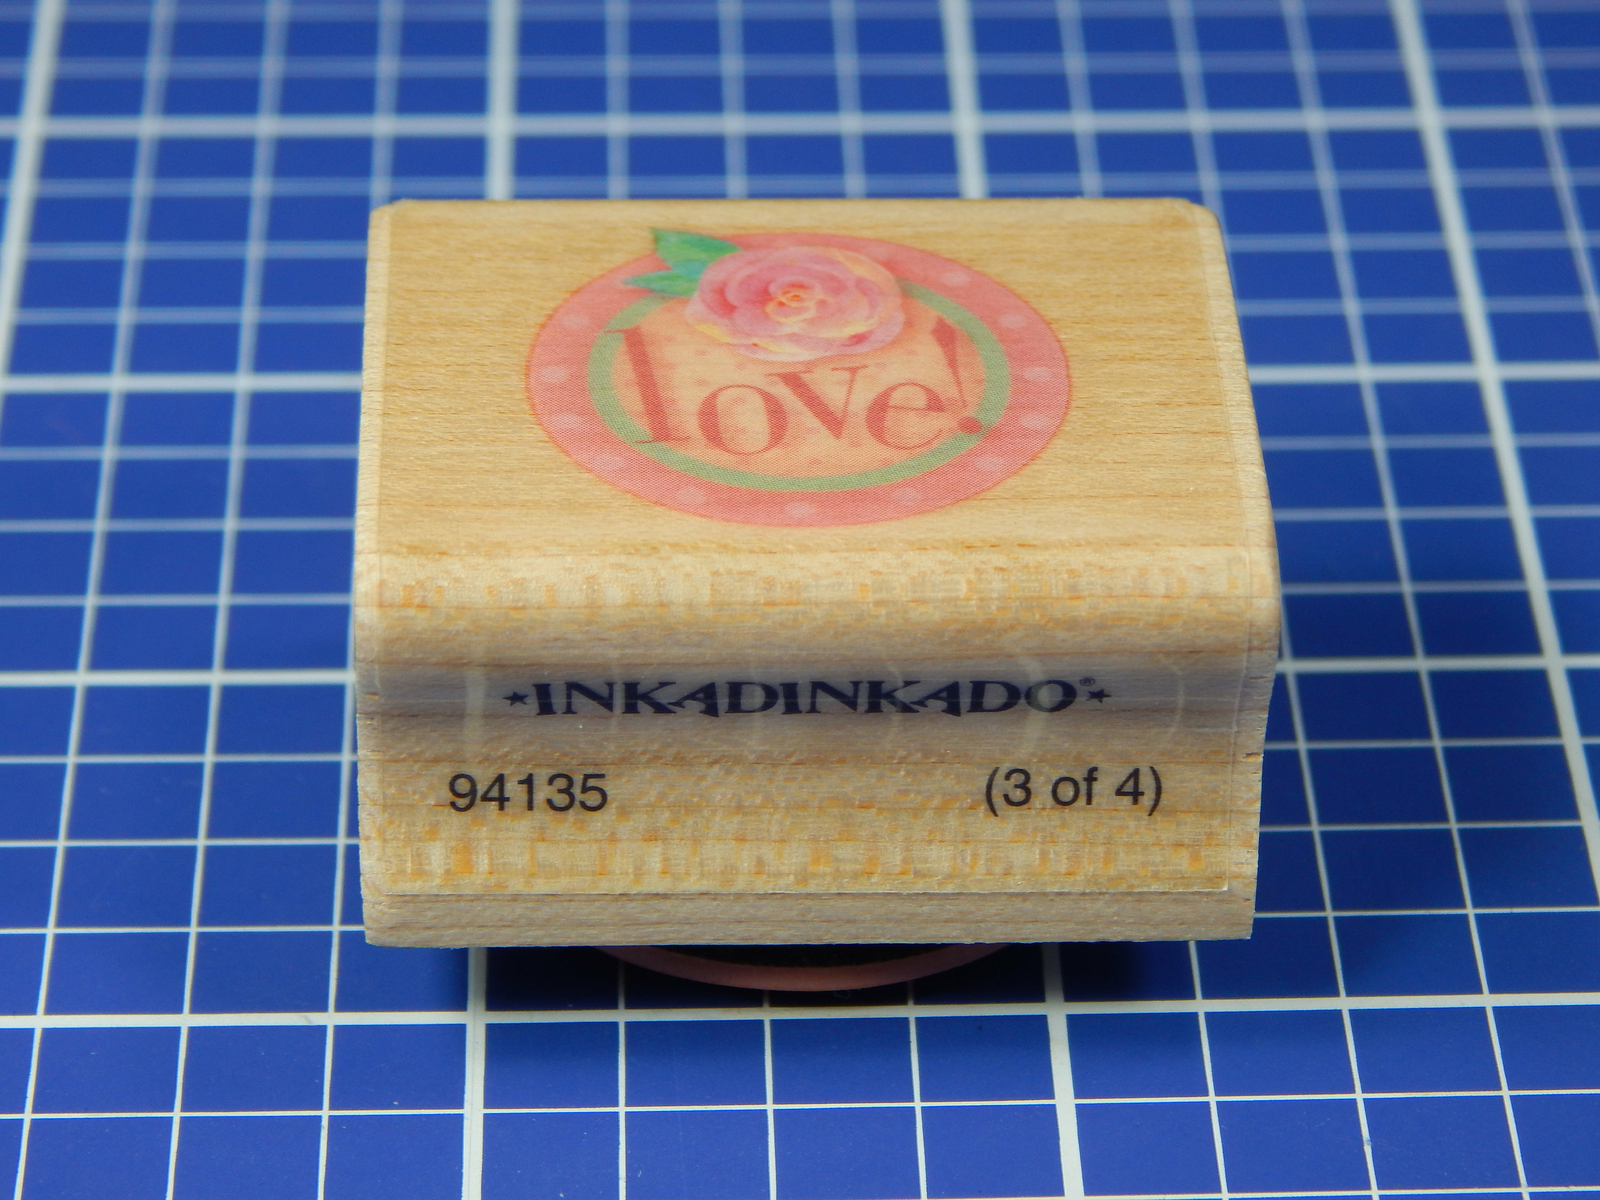 love!
★INKADINKADO®★
94135 (3 of 4)